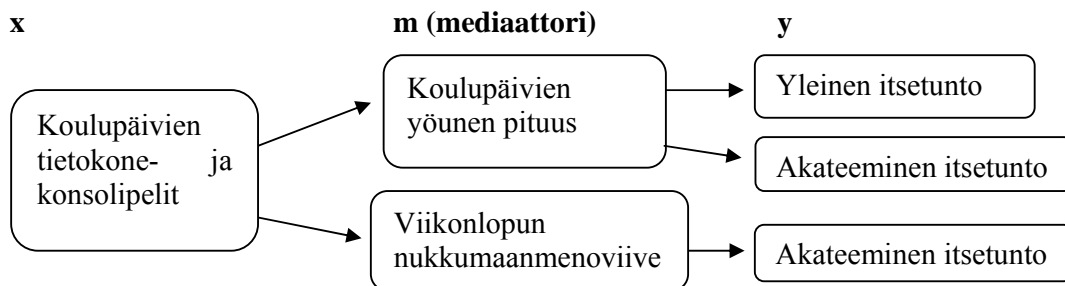 x
m (mediaattori)
y
Koulupäivien
tietokone- ja
konsolipelit
Koulupäivien
yöunen pituus
Viikonlopun
nukkumaanmenoviive
Yleinen itsetunto
Akateeminen itsetunto
Akateeminen itsetunto